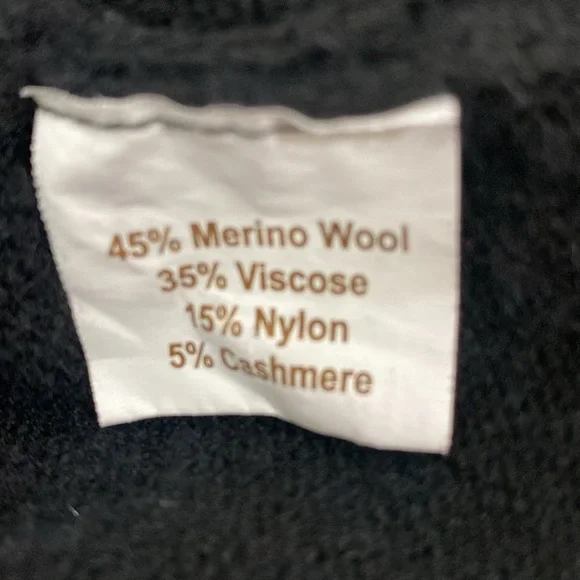 45% Merino Wool
35% Viscose
15% Nylon
5% Cashmere